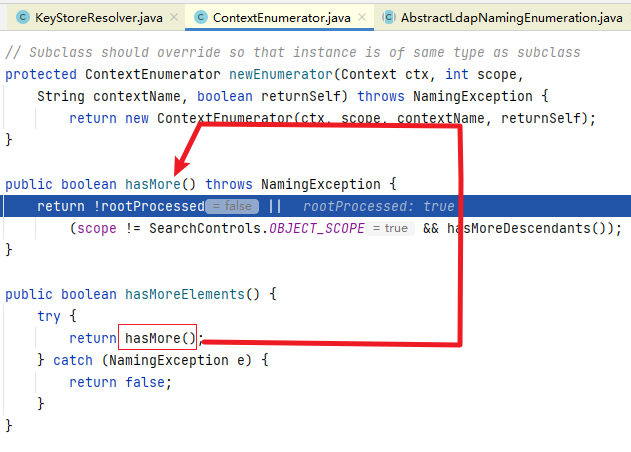 KeyStoreResolver.java ContextEnumerator.java AbstractLdapNamingEnumeration.java
// Subclass should override so that instance is of same type as subclass
protected ContextEnumerator newEnumerator(Context ctx, int scope,
String contextName, boolean returnSelf) throws NamingException {
return new ContextEnumerator(ctx, scope, contextName, returnSelf);
}
public boolean hasMore() throws NamingException {
return !rootProcessed = false || rootProcessed: true
(scope != SearchControls.OBJECT_SCOPE = true && hasMoreDescendants());
}
public boolean hasMoreElements() {
try {
return hasMore();
} catch (NamingException e) {
return false;
}
}